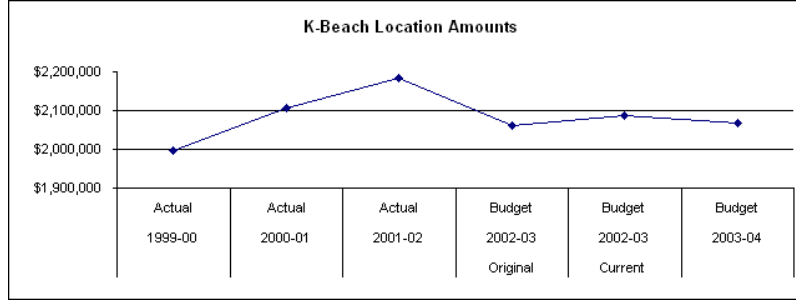 K-Beach Location Amounts
$2,200,000
$2,100,000
$2,000,000
$1,900,000
Actual Actual Actual Budget Budget Budget
1999-00 2000-01 2001-02 2002-03 2002-03 2003-04
Original Current